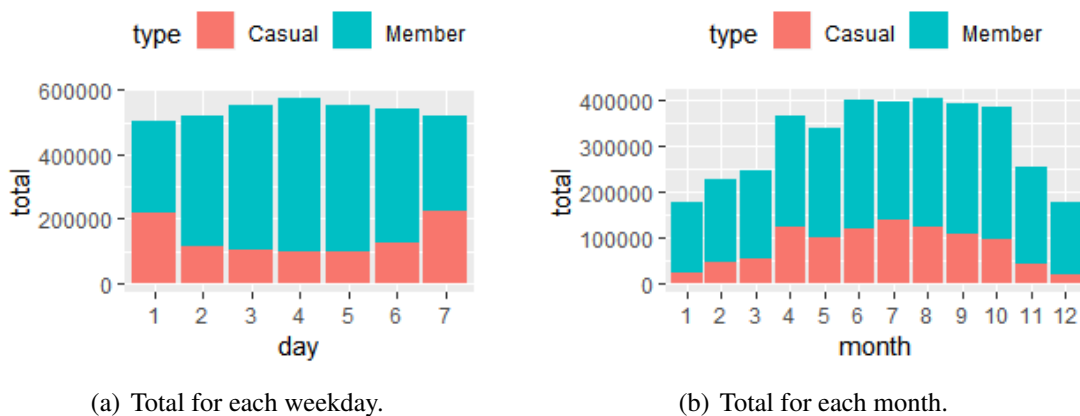 type Casual Member
600000
400000
200000
0
total
1 2 3 4 5 6 7
day
(a) Total for each weekday.
type Casual Member
400000
300000
200000
100000
0
total
1 2 3 4 5 6 7 8 9 10 11 12
month
(b) Total for each month.